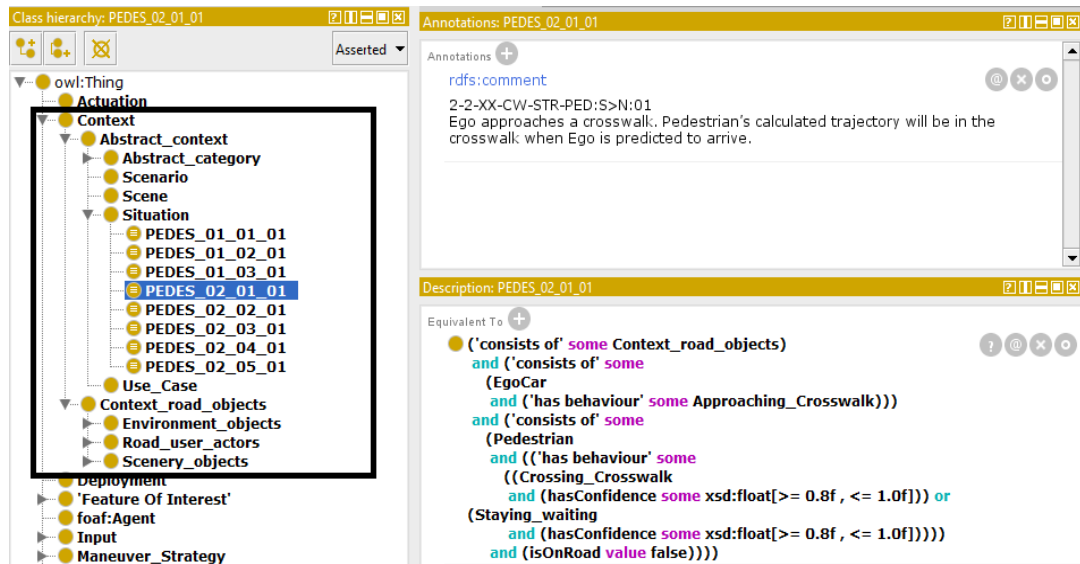 Class hierarchy: PEDES_02_01_01
Asserted
owl:Thing
Actuation
Context
Abstract_context
Abstract_category
Scenario
Scene
Situation
PEDES_01_01_01
PEDES_01_02_01
PEDES_01_03_01
PEDES_02_01_01
PEDES_02_02_01
PEDES_02_03_01
PEDES_02_04_01
PEDES_02_05_01
Use_Case
Context_road_objects
Environment_objects
Road_user_actors
Scenery_objects
Deployment
'Feature Of Interest'
foaf:Agent
Input
Maneuver_Strategy
Annotations: PEDES_02_01_01
Annotations
rdfs:comment
2-2-XX-CW-STR-PED:S>N:01
Ego approaches a crosswalk. Pedestrian's calculated trajectory will be in the
crosswalk when Ego is predicted to arrive.
Description: PEDES_02_01_01
Equivalent To
('consists of' some Context_road_objects)
and ('consists of' some
(EgoCar
and ('has behaviour' some Approaching_Crosswalk)))
and ('consists of' some
(Pedestrian
and (('has behaviour' some
((Crossing_Crosswalk
and (hasConfidence some xsd:float[>= 0.8f , <= 1.0f])) or
(Staying_waiting
and (hasConfidence some xsd:float[>= 0.8f , <= 1.0f]))))
and (isOnRoad value false))))